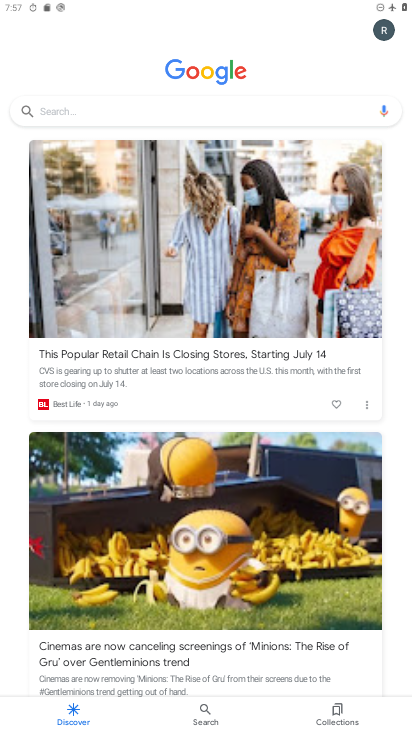 7:57
R
Google
Search...
This Popular Retail Chain Is Closing Stores, Starting July 14
CVS is gearing up to shutter at least two locations across the U.S. this month, with the first
store closing on July 14.
BL Best Life · 1 day ago
Cinemas are now canceling screenings of 'Minions: The Rise of
Gru' over Gentleminions trend
Cinemas are now removing 'Minions: The Rise of Gru' from their screens due to the
#Gentleminions trend getting out of hand.
Discover
Search
Collections